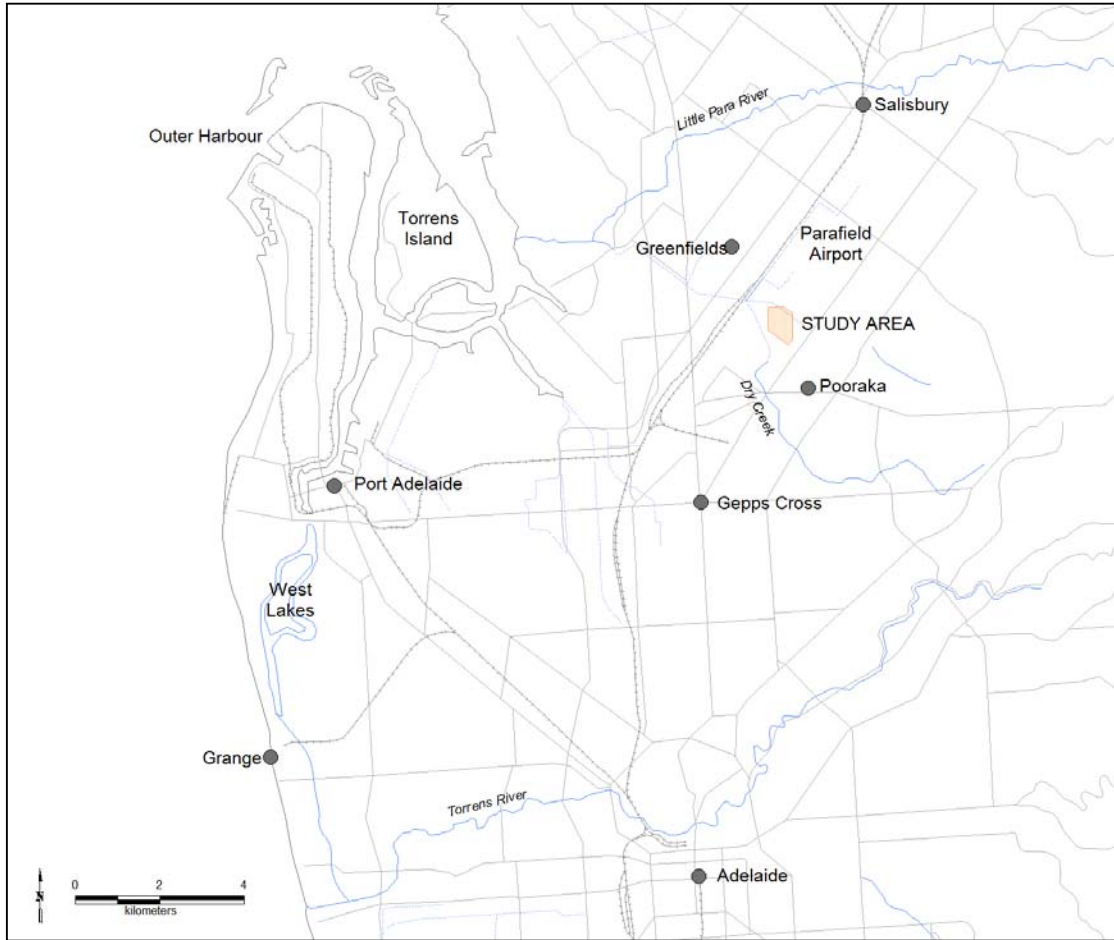 Little Para River
Salisbury
Outer Harbour
Torrens
Island
Greenfields
Parafield
Airport
STUDY AREA
Pooraka
Dry Creek
Port Adelaide
Gepps Cross
West
Lakes
Grange
Torrens River
Adelaide
N
0 2 4
kilometers